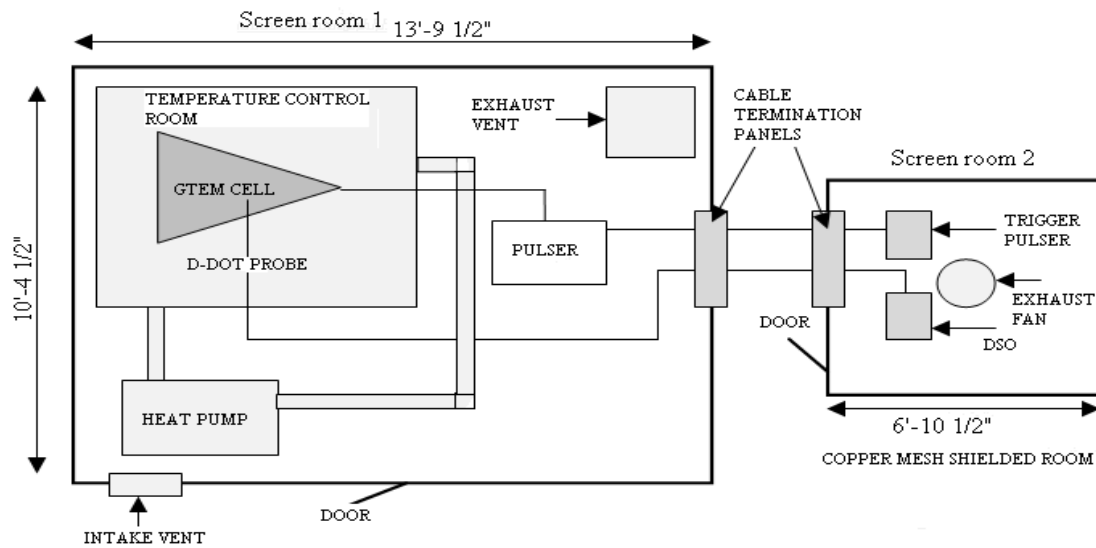 Screen room 1
13'-9 1/2"
TEMPERATURE CONTROL
ROOM
GTEM CELL
D-DOT PROBE
EXHAUST
VENT
CABLE
TERMINATION
PANELS
Screen room 2
10'-4 1/2"
PULSER
TRIGGER
PULSER
EXHAUST
FAN
DSO
DOOR
HEAT PUMP
6'-10 1/2"
COPPER MESH SHIELDED ROOM
DOOR
INTAKE VENT